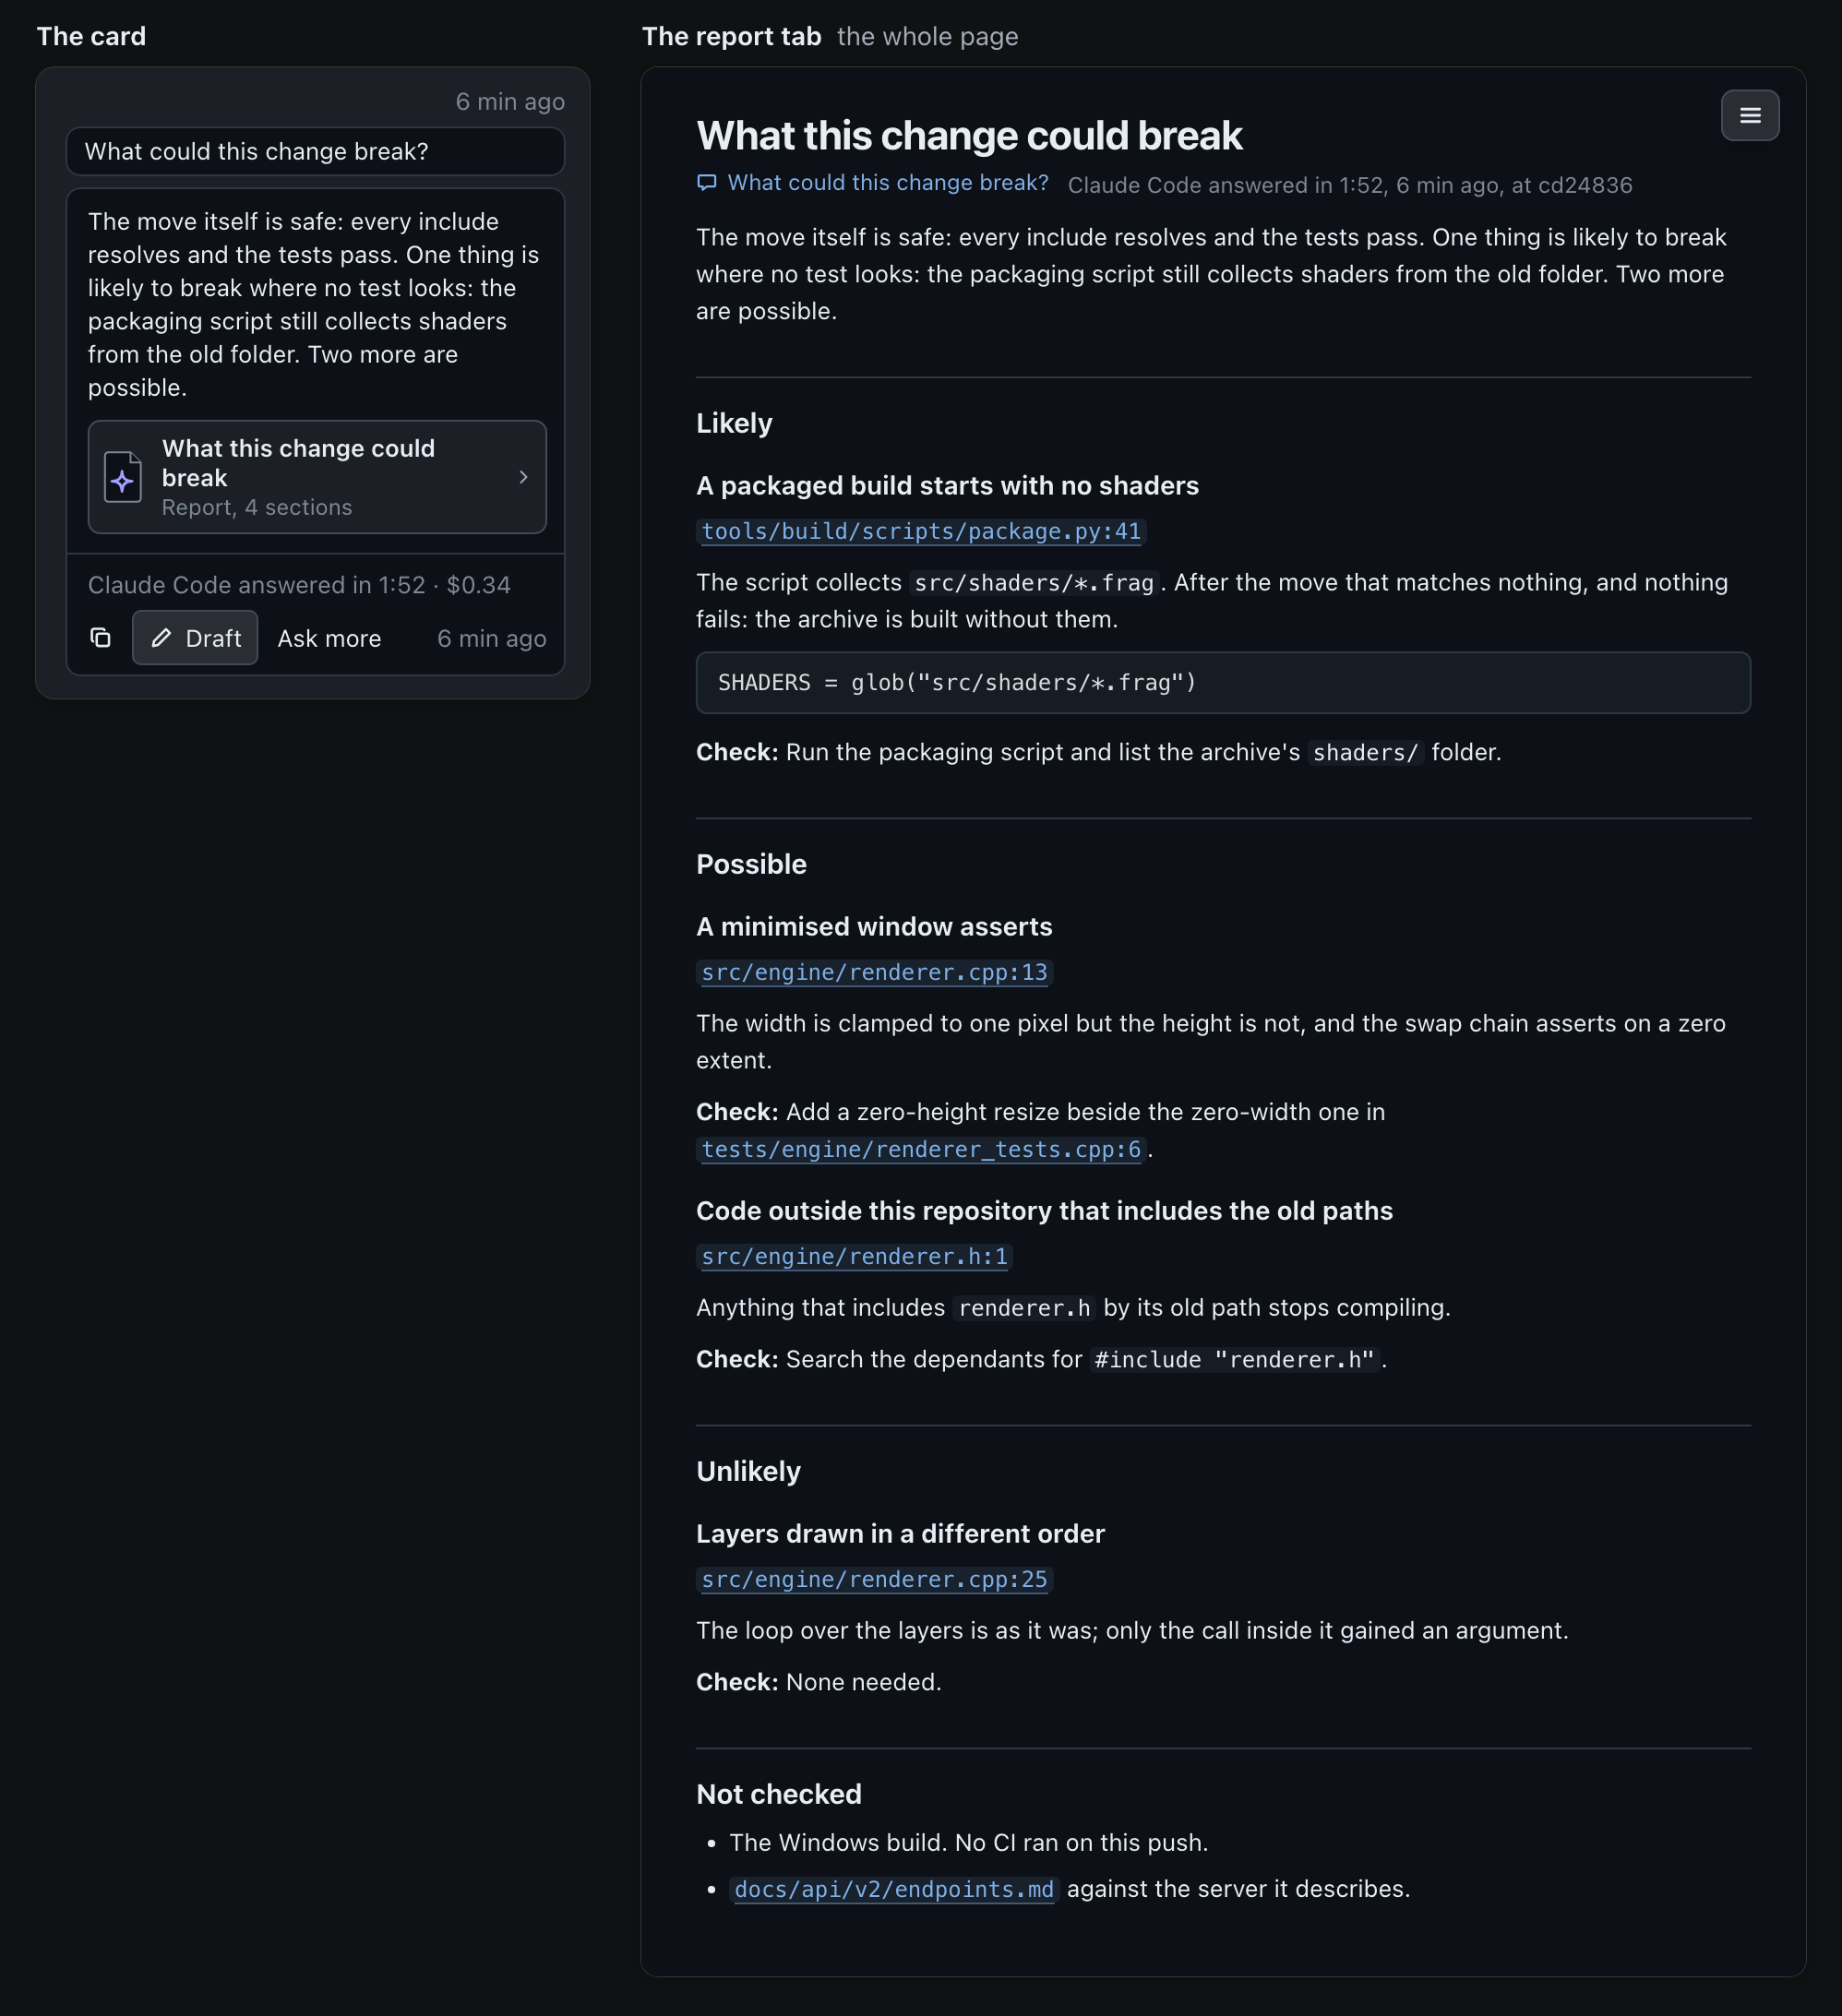 The card
6 min ago
What could this change break?
The move itself is safe: every include
resolves and the tests pass. One thing is
likely to break where no test looks: the
packaging script still collects shaders
from the old folder. Two more are
possible.
What this change could
break
Report, 4 sections
Claude Code answered in 1:52 · $0.34
Draft Ask more 6 min ago
The report tab the whole page
What this change could break
What could this change break? Claude Code answered in 1:52, 6 min ago, at cd24836
The move itself is safe: every include resolves and the tests pass. One thing is likely to break
where no test looks: the packaging script still collects shaders from the old folder. Two more
are possible.
Likely
A packaged build starts with no shaders
tools/build/scripts/package.py:41
The script collects src/shaders/*.frag. After the move that matches nothing, and nothing
fails: the archive is built without them.
SHADERS = glob("src/shaders/*.frag")
Check: Run the packaging script and list the archive's shaders/ folder.
Possible
A minimised window asserts
src/engine/renderer.cpp:13
The width is clamped to one pixel but the height is not, and the swap chain asserts on a zero
extent.
Check: Add a zero-height resize beside the zero-width one in
tests/engine/renderer_tests.cpp:6.
Code outside this repository that includes the old paths
src/engine/renderer.h:1
Anything that includes renderer.h by its old path stops compiling.
Check: Search the dependants for #include "renderer.h".
Unlikely
Layers drawn in a different order
src/engine/renderer.cpp:25
The loop over the layers is as it was; only the call inside it gained an argument.
Check: None needed.
Not checked
• The Windows build. No CI ran on this push.
• docs/api/v2/endpoints.md against the server it describes.